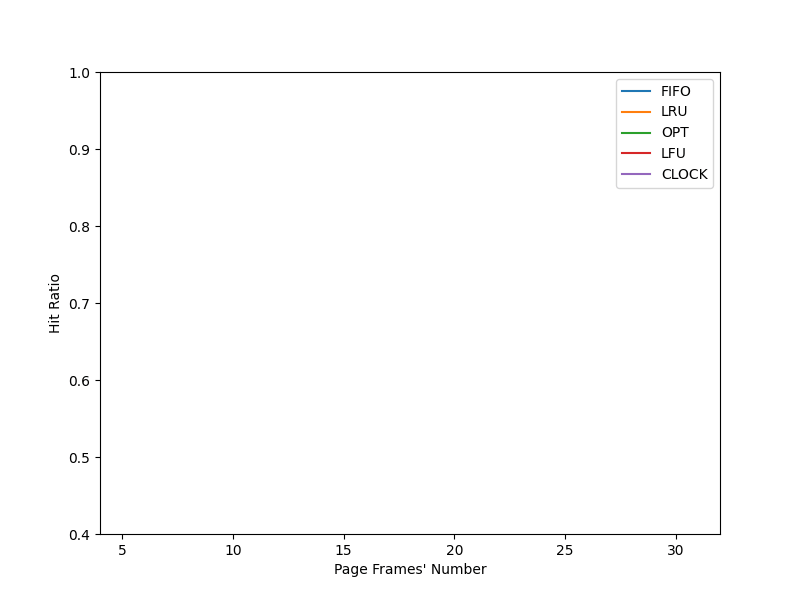 1.0
0.9
0.8
0.7
0.6
0.5
0.4
Hit Ratio
5 10 15 20 25 30
Page Frames' Number
FIFO
LRU
OPT
LFU
CLOCK